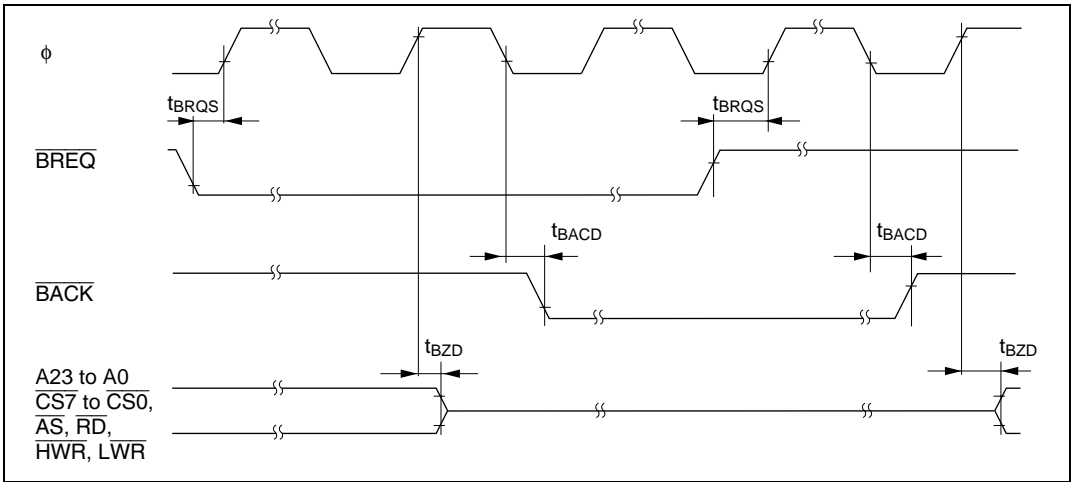 ϕ
tBRQS tBRQS
BREQ
tBACD tBACD
BACK
tBZD tBZD
A23 to A0
CS7 to CS0,
AS, RD,
HWR, LWR